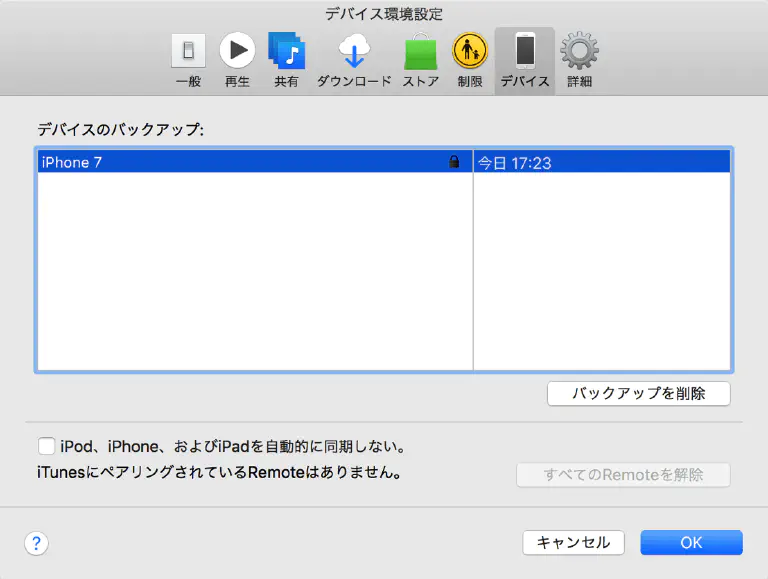 デバイス環境設定
一般 再生 共有 ダウンロード ストア 制限 デバイス 詳細
デバイスのバックアップ:
iPhone 7 今日 17:23
バックアップを削除
iPod、iPhone、およびiPadを自動的に同期しない。
iTunesにペアリングされているRemoteはありません。
すべてのRemoteを解除
? キャンセル OK